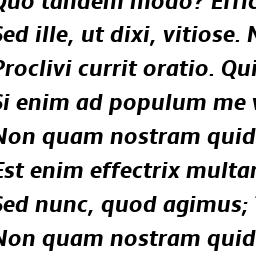 Quo tandem modo? Effic
Sed ille, ut dixi, vitiose. N
Proclivi currit oratio. Qui
Si enim ad populum me v
Non quam nostram quid
Est enim effectrix multar
Sed nunc, quod agimus;
Non quam nostram quid